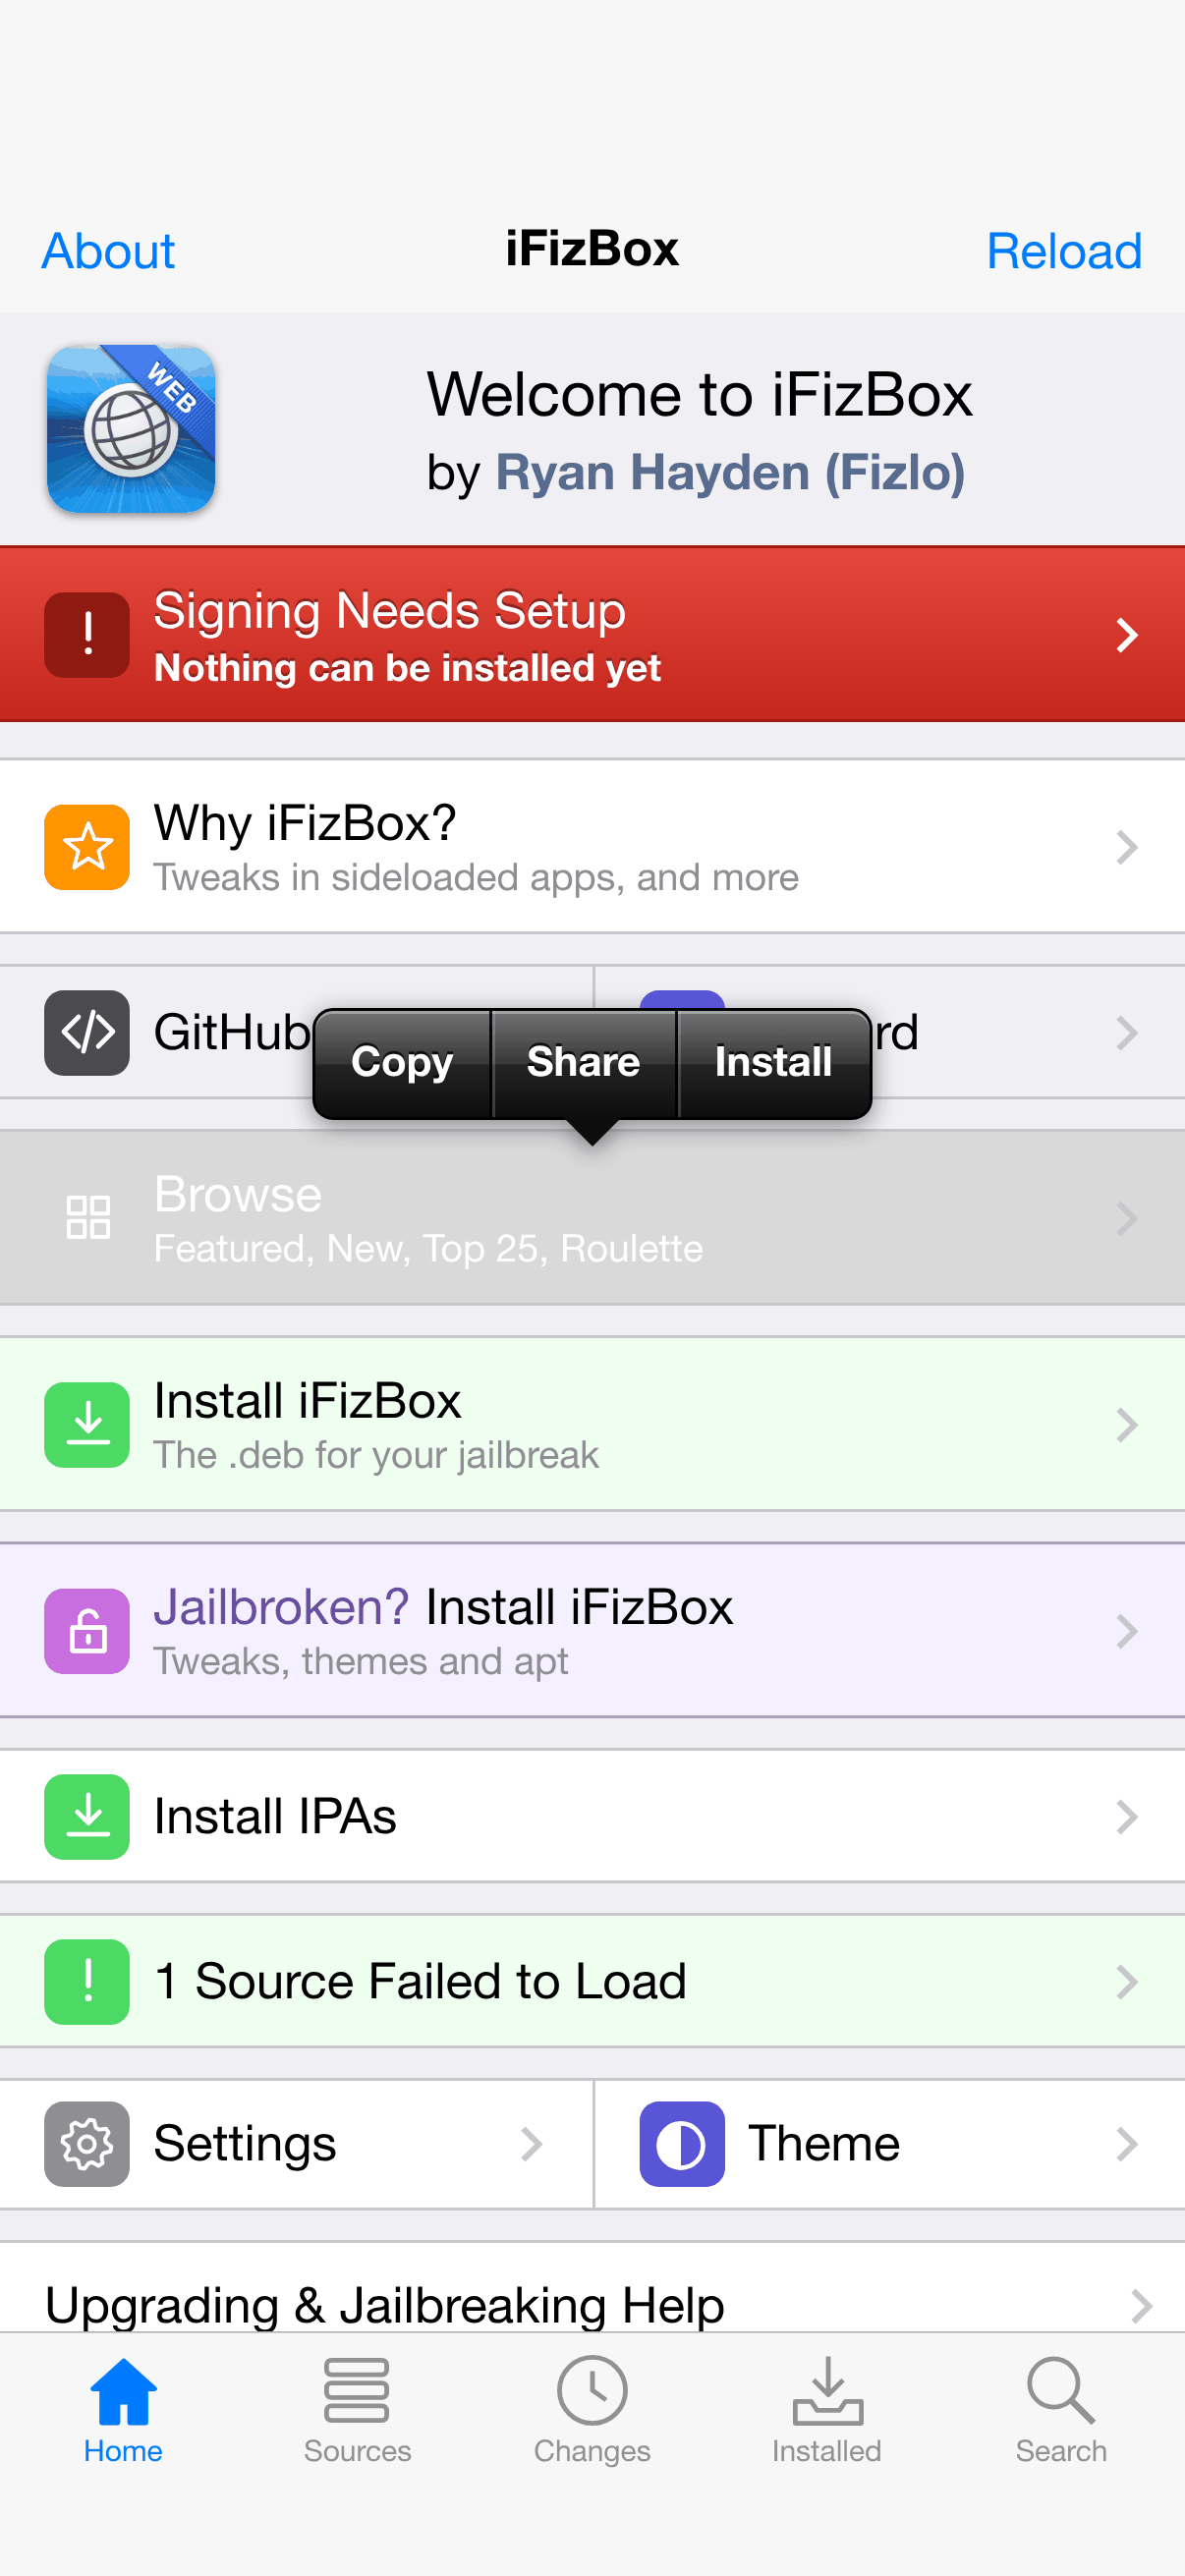 About
iFizBox
Reload
WEB
Welcome to iFizBox
by Ryan Hayden (Fizlo)
Signing Needs Setup
Nothing can be installed yet
Why iFizBox?
Tweaks in sideloaded apps, and more
GitHub
rd
Copy
Share
Install
Browse
Featured, New, Top 25, Roulette
Install iFizBox
The .deb for your jailbreak
Jailbroken? Install iFizBox
Tweaks, themes and apt
Install IPAs
1 Source Failed to Load
Settings
Theme
Upgrading & Jailbreaking Help
Home
Sources
Changes
Installed
Search